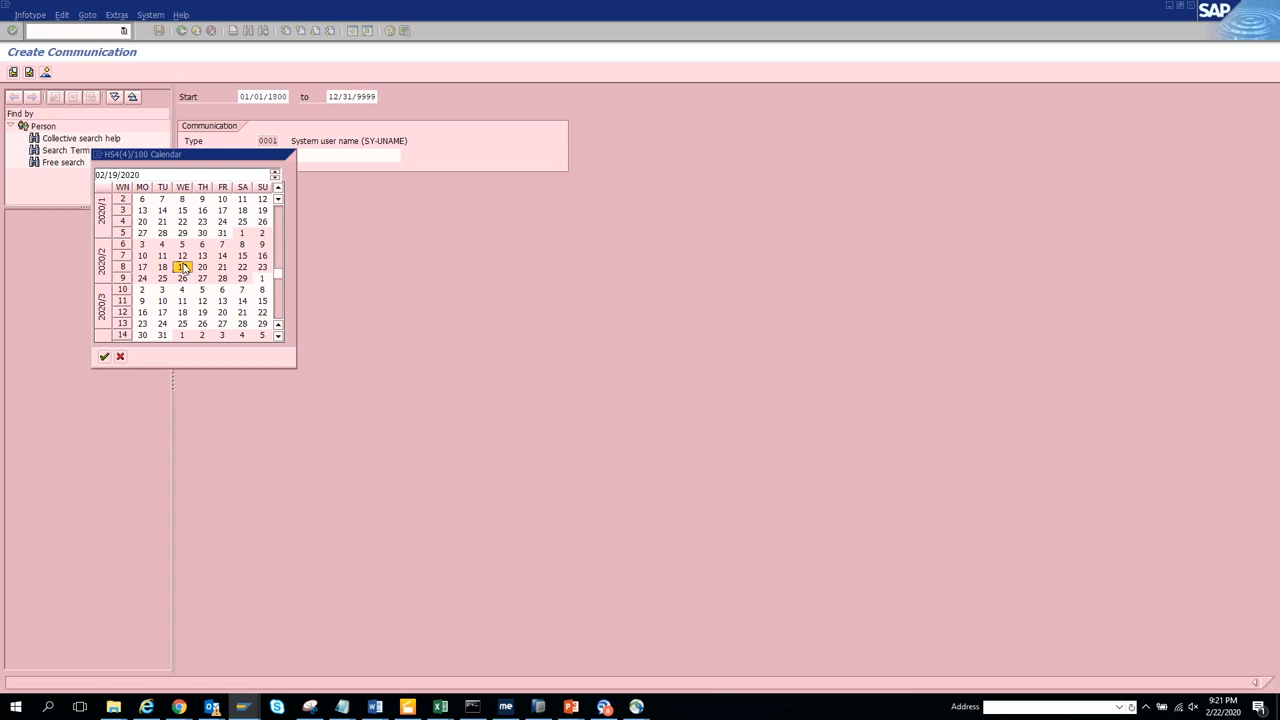 Infotype Edit Goto Extras System Help
SAP
Create Communication
Start 01/01/1800 to 12/31/9999
Find by
Person
Collective search help
Search Term
Free search
Communication
Type 0001 System user name (SY-UNAME)
HS4(4)/100 Calendar
02/19/2020
WN MO TU WE TH FR SA SU
2020/1
2 6 7 8 9 10 11 12
3 13 14 15 16 17 18 19
4 20 21 22 23 24 25 26
5 27 28 29 30 31 1 2
2020/2
6 3 4 5 6 7 8 9
7 10 11 12 13 14 15 16
8 17 18 19 20 21 22 23
9 24 25 26 27 28 29 1
2020/3
10 2 3 4 5 6 7 8
11 9 10 11 12 13 14 15
12 16 17 18 19 20 21 22
13 23 24 25 26 27 28 29
14 30 31 1 2 3 4 5
me
Address
9:21 PM
2/22/2020